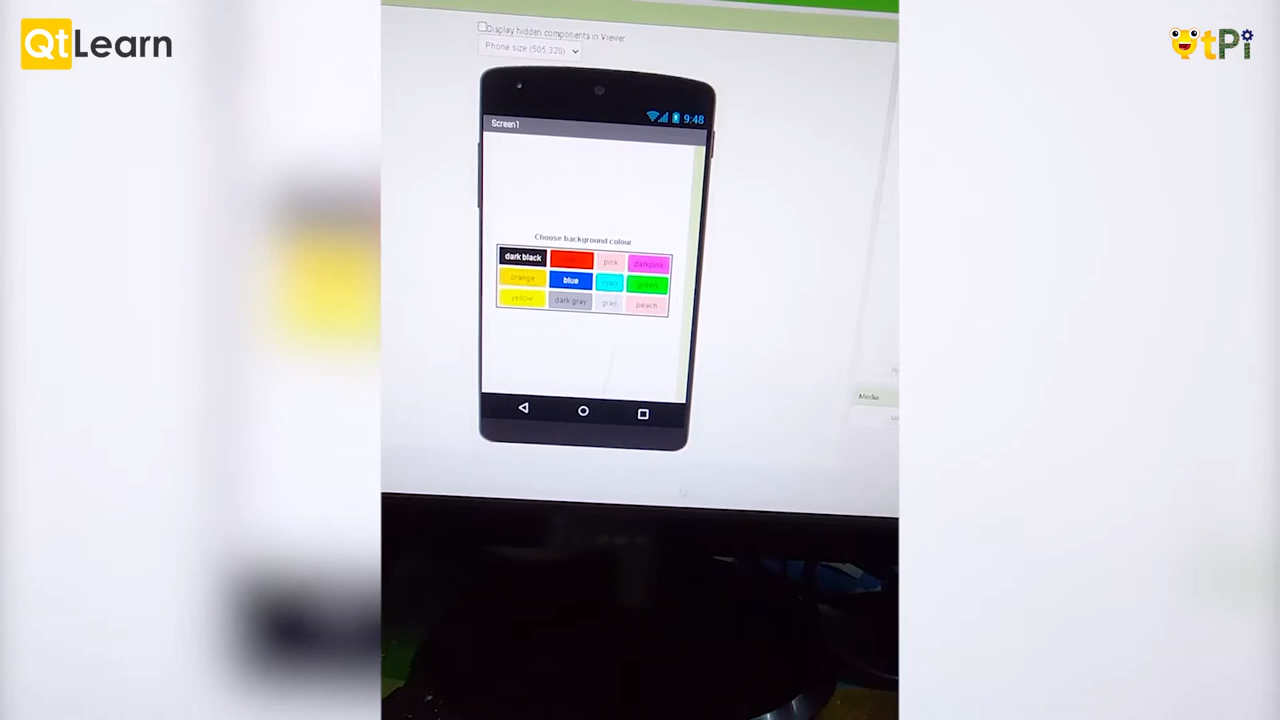 QtLearn
QtPi
Display hidden components in Viewer
Phone size (505,320)
9:48
Screen1
Choose background colour
dark black
pink
darkpink
orange
blue
cyan
green
yellow
dark gray
peach
Media